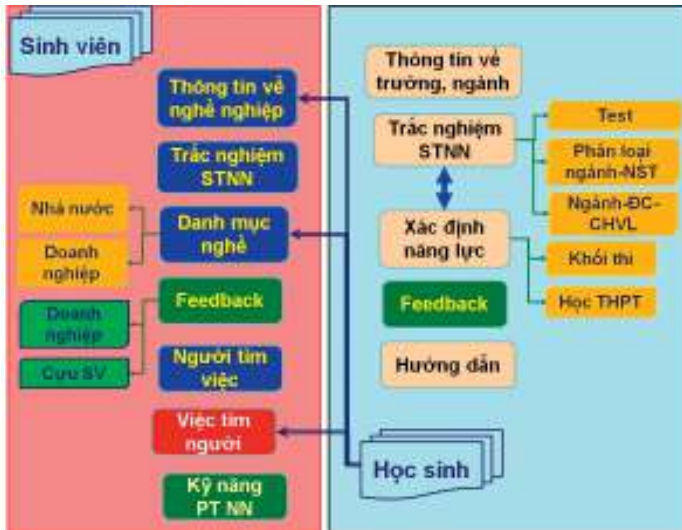 Sinh viên
Thông tin về
nghề nghiệp
Trắc nghiệm
STNN
Nhà nước
Danh mục
nghề
Doanh
nghiệp
Feedback
Doanh
nghiệp
Cựu SV
Người tìm
việc
Việc tìm
người
Kỹ năng
PT NN
Thông tin về
trường, ngành
Trắc nghiệm
STNN
Test
Phân loại
ngành-NST
Ngành-ĐC-
CHVL
Xác định
năng lực
Khối thi
Học THPT
Feedback
Hướng dẫn
Học sinh